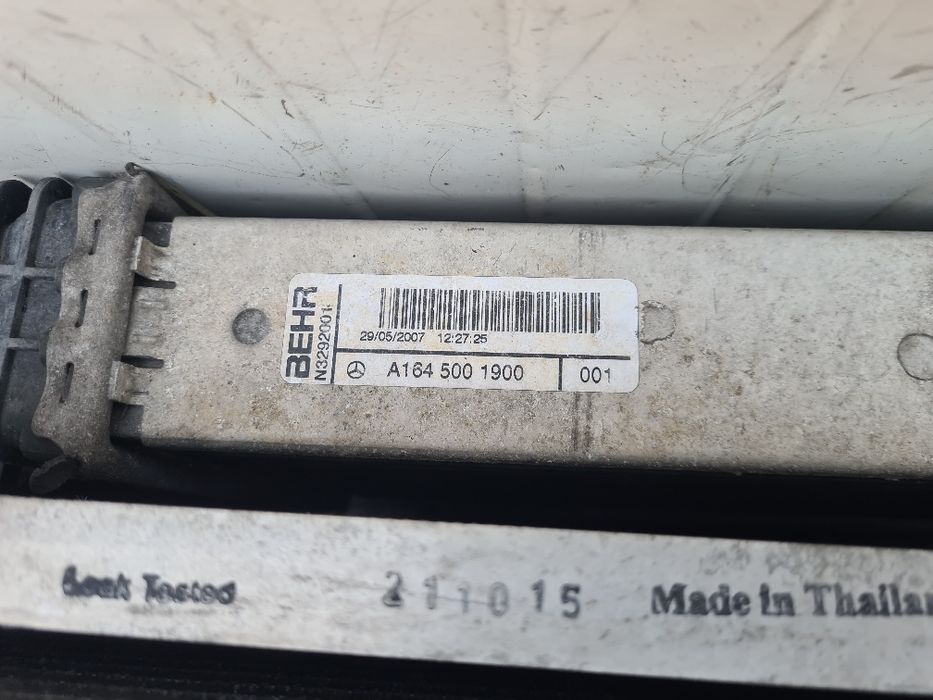 BEHR
N3292001
29/05/2007 12:27:25
A164 500 1900
001
Leak Tested
211015
Made in Thailan